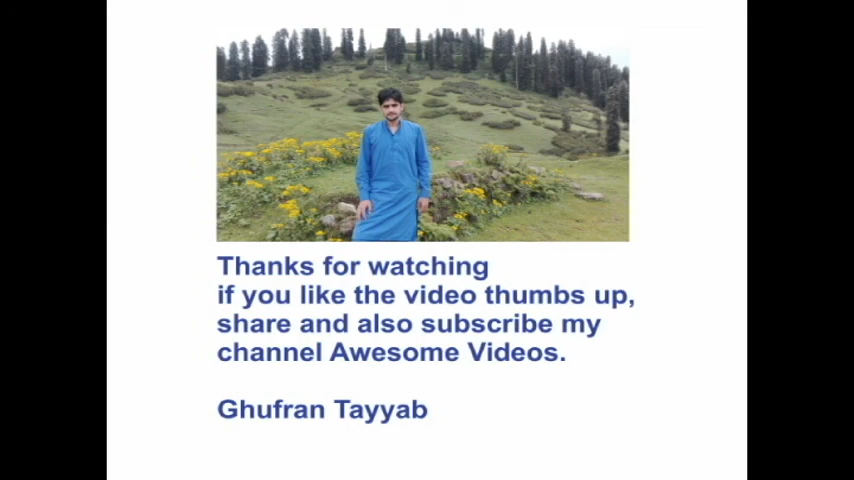 Thanks for watching
if you like the video thumbs up,
share and also subscribe my
channel Awesome Videos.
Ghufran Tayyab